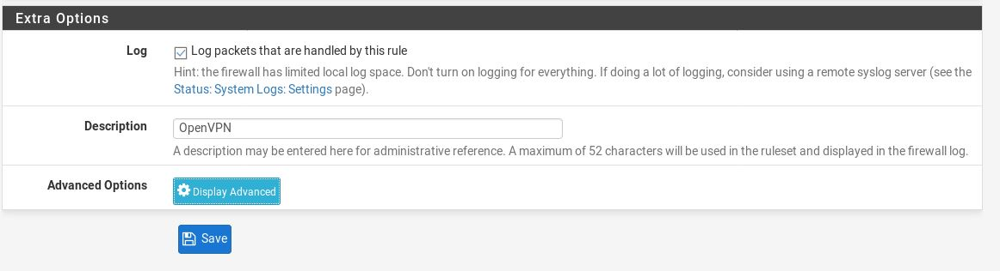 Extra Options
Log
Log packets that are handled by this rule
Hint: the firewall has limited local log space. Don't turn on logging for everything. If doing a lot of logging, consider using a remote syslog server (see the
Status: System Logs: Settings page).
Description
OpenVPN
A description may be entered here for administrative reference. A maximum of 52 characters will be used in the ruleset and displayed in the firewall log.
Advanced Options
Display Advanced
Save